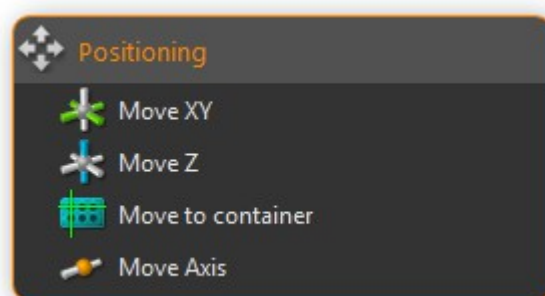 Positioning
Move XY
Move Z
Move to container
Move Axis